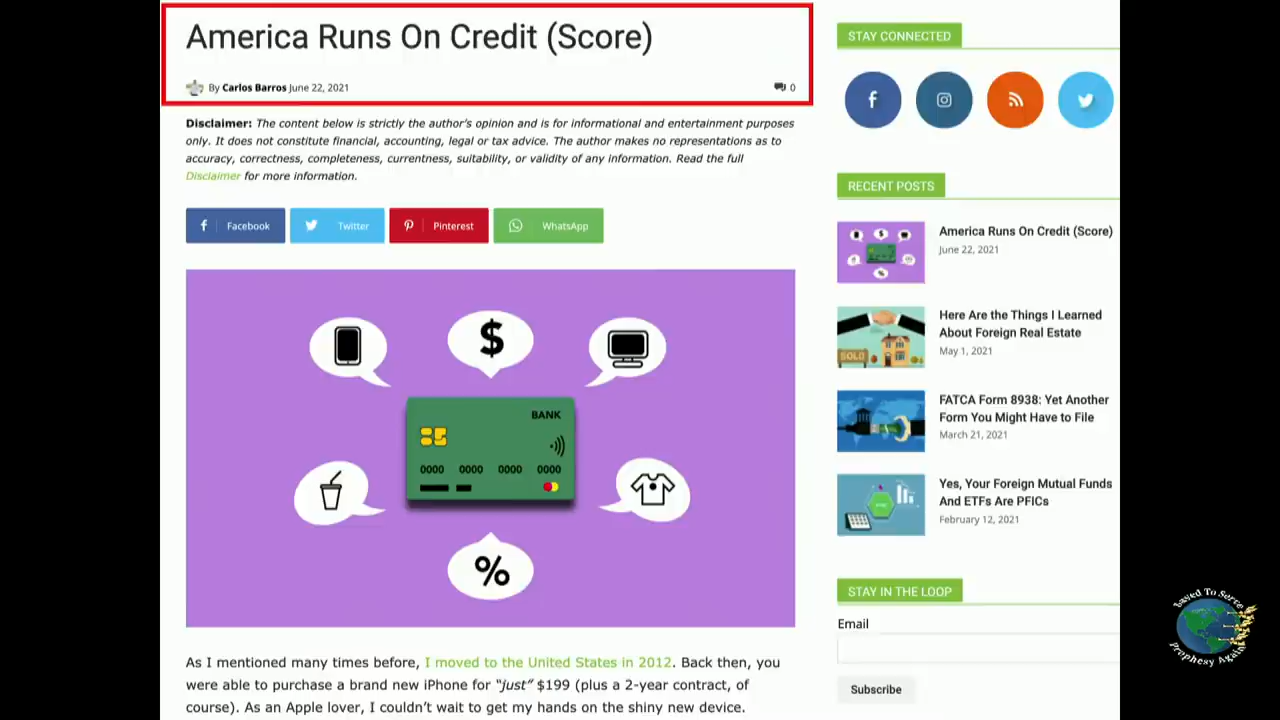 America Runs On Credit (Score)
By Carlos Barros June 22, 2021
0
Disclaimer: The content below is strictly the author's opinion and is for informational and entertainment purposes
only. It does not constitute financial, accounting, legal or tax advice. The author makes no representations as to
accuracy, correctness, completeness, currentness, suitability, or validity of any information. Read the full
Disclaimer for more information.
Facebook
Twitter
Pinterest
WhatsApp
$
BANK
0000 0000 0000 0000
%
As I mentioned many times before, I moved to the United States in 2012. Back then, you
were able to purchase a brand new iPhone for “just” $199 (plus a 2-year contract, of
course). As an Apple lover, I couldn’t wait to get my hands on the shiny new device.
STAY CONNECTED
RECENT POSTS
America Runs On Credit (Score)
June 22, 2021
SOLD
Here Are the Things I Learned
About Foreign Real Estate
May 1, 2021
FATCA Form 8938: Yet Another
Form You Might Have to File
March 21, 2021
Yes, Your Foreign Mutual Funds
And ETFs Are PFICs
February 12, 2021
STAY IN THE LOOP
Email
Subscribe
Prophesy Again